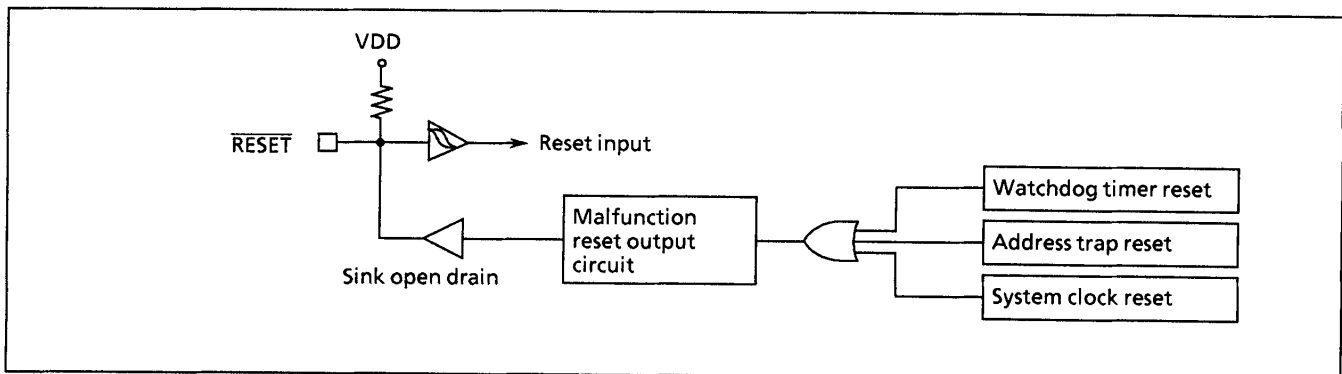 VDD
RESET
Reset input
Sink open drain
Malfunction
reset output
circuit
Watchdog timer reset
Address trap reset
System clock reset